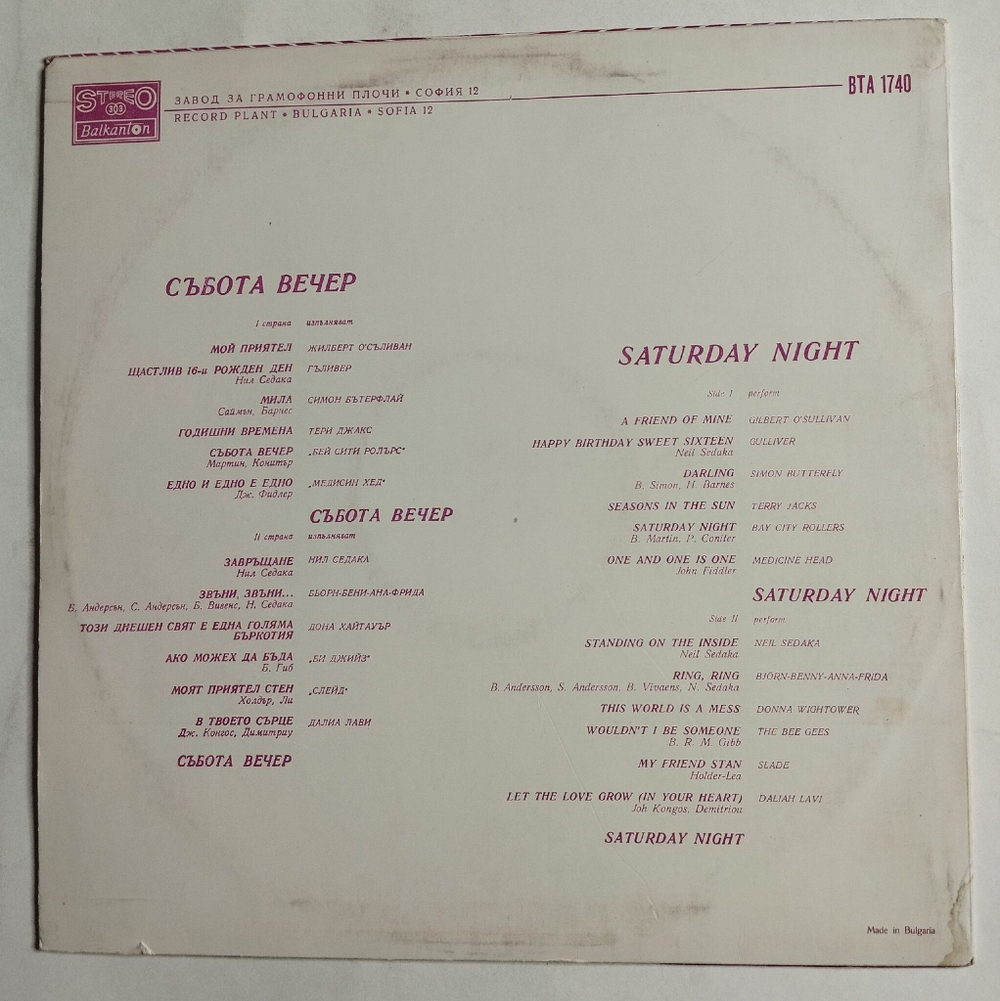 STEREO
303
Balkanton
ЗАВОД ЗА ГРАМОФОННИ ПЛОЧИ • СОФИЯ 12
RECORD PLANT • BULGARIA • SOFIA 12
BTA 1740
СЪБОТА ВЕЧЕР
I страна изпълняват
МОЙ ПРИЯТЕЛ ЖИЛБЕРТ О'СЪЛИВАН
ЩАСТЛИВ 16-и РОЖДЕН ДЕН ГЪЛИВЕР
Нил Седака
МИЛА СИМОН БЪТЕРФЛАЙ
Саймън, Барнес
ГОДИШНИ ВРЕМЕНА ТЕРИ ДЖАКС
СЪБОТА ВЕЧЕР „БЕЙ СИТИ РОЛЪРС“
Мартин, Конитър
ЕДНО И ЕДНО Е ЕДНО „МЕДИСИН ХЕД“
Дж. Фидлер
СЪБОТА ВЕЧЕР
II страна изпълняват
ЗАВРЪЩАНЕ НИЛ СЕДАКА
Нил Седака
ЗВЪНИ, ЗВЪНИ... БЬОРН-БЕНИ-АНА-ФРИДА
Б. Андерсън, С. Андерсън, Б. Вивенс, Н. Седака
ТОЗИ ДНЕШЕН СВЯТ Е ЕДНА ГОЛЯМА ДОНА ХАЙТАУЪР
БЪРКОТИЯ
АКО МОЖЕХ ДА БЪДА „БИ ДЖИЙЗ“
Б. Гиб
МОЯТ ПРИЯТЕЛ СТЕН „СЛЕЙД“
Холдър, Ли
В ТВОЕТО СЪРЦЕ ДАЛИА ЛАВИ
Дж. Конгос, Димитриу
СЪБОТА ВЕЧЕР
SATURDAY NIGHT
Side I perform
A FRIEND OF MINE GILBERT O'SULLIVAN
HAPPY BIRTHDAY SWEET SIXTEEN GULLIVER
Neil Sedaka
DARLING SIMON BUTTERFLY
B. Simon, H. Barnes
SEASONS IN THE SUN TERRY JACKS
SATURDAY NIGHT BAY CITY ROLLERS
B. Martin, P. Coniter
ONE AND ONE IS ONE MEDICINE HEAD
John Fiddler
SATURDAY NIGHT
Side II perform
STANDING ON THE INSIDE NEIL SEDAKA
Neil Sedaka
RING, RING BJORN-BENNY-ANNA-FRIDA
B. Andersson, S. Andersson, B. Vivaens, N. Sedaka
THIS WORLD IS A MESS DONNA WIGHTOWER
WOULDN'T I BE SOMEONE THE BEE GEES
B. R. M. Gibb
MY FRIEND STAN SLADE
Holder-Lea
LET THE LOVE GROW (IN YOUR HEART) DALIAH LAVI
Joh Kongos, Demitriou
SATURDAY NIGHT
Made in Bulgaria